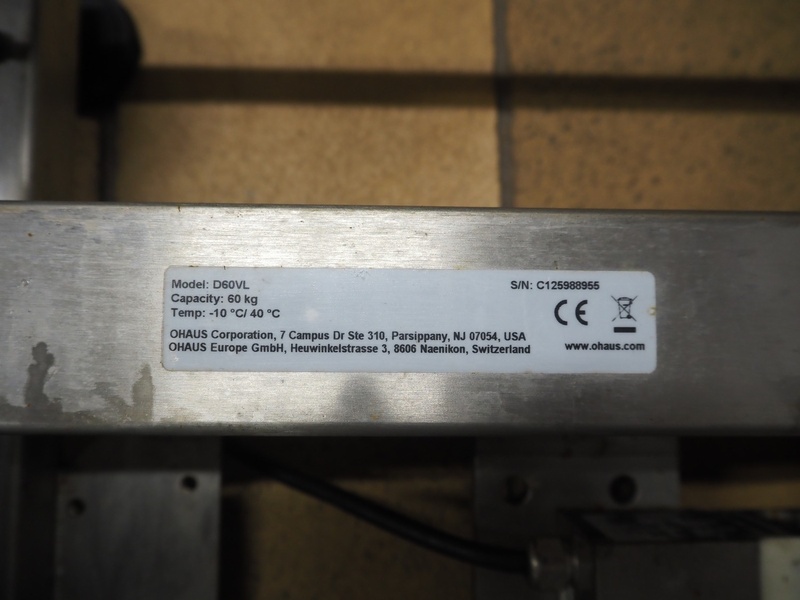 Model: D60VL
S/N: C125988955
Capacity: 60 kg
Temp: -10 °C/ 40 °C
CE
OHAUS Corporation, 7 Campus Dr Ste 310, Parsippany, NJ 07054, USA
OHAUS Europe GmbH, Heuwinkelstrasse 3, 8606 Naenikon, Switzerland
www.ohaus.com